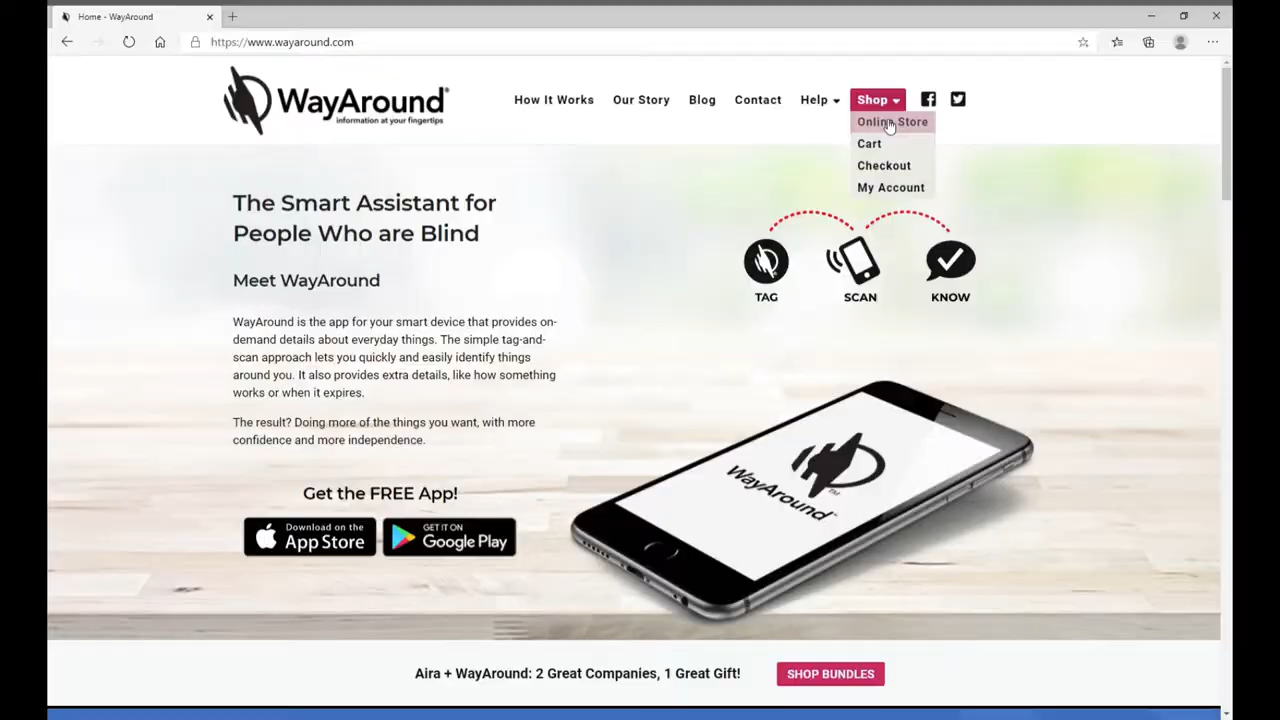 Home - WayAround
https://www.wayaround.com
WayAround®
information at your fingertips
How It Works
Our Story
Blog
Contact
Help
Shop
Online Store
Cart
Checkout
My Account
The Smart Assistant for
People Who are Blind
Meet WayAround
WayAround is the app for your smart device that provides on-
demand details about everyday things. The simple tag-and-
scan approach lets you quickly and easily identify things
around you. It also provides extra details, like how something
works or when it expires.
The result? Doing more of the things you want, with more
confidence and more independence.
Get the FREE App!
Download on the
App Store
GET IT ON
Google Play
TAG
SCAN
KNOW
WayAround™
Aira + WayAround: 2 Great Companies, 1 Great Gift!
SHOP BUNDLES